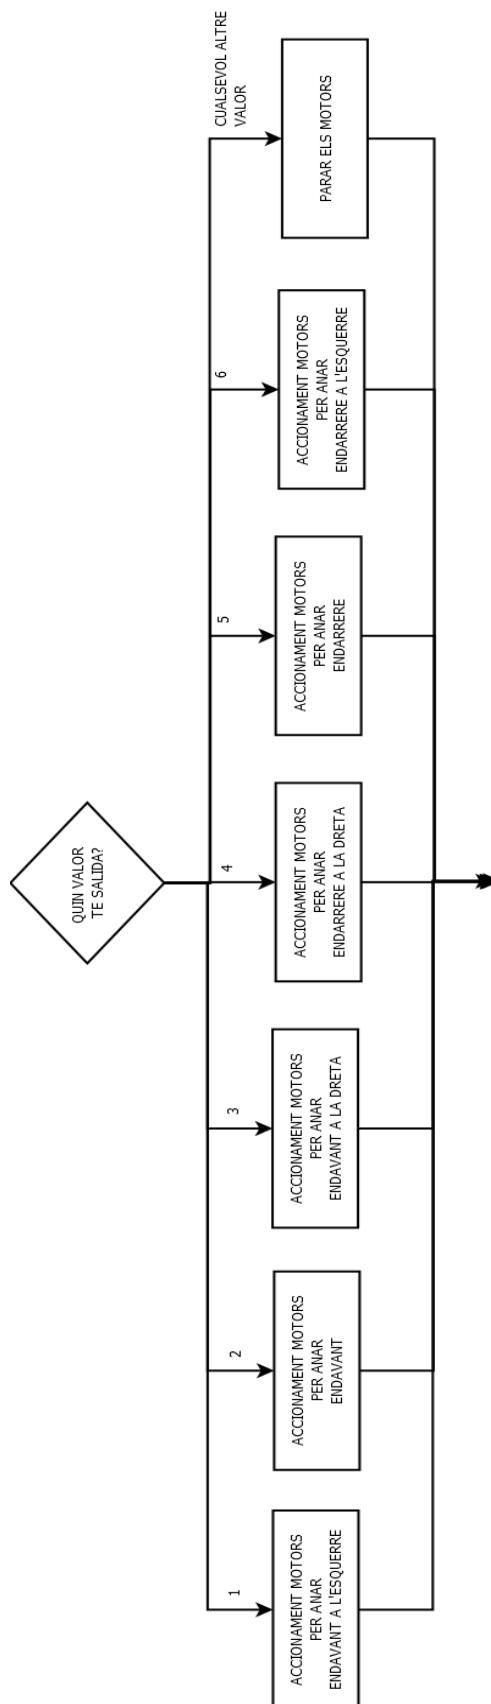 QUIN VALOR
TE SALIDA?
1
ACCIONAMENT MOTORS
PER ANAR
ENDAVANT A L'ESQUERRE
2
ACCIONAMENT MOTORS
PER ANAR
ENDAVANT
3
ACCIONAMENT MOTORS
PER ANAR
ENDAVANT A LA DRETA
4
ACCIONAMENT MOTORS
PER ANAR
ENDARRERE A LA DRETA
5
ACCIONAMENT MOTORS
PER ANAR
ENDARRERE
6
ACCIONAMENT MOTORS
PER ANAR
ENDARRERE A L'ESQUERRE
CUALSEVOL ALTRE
VALOR
PARAR ELS MOTORS